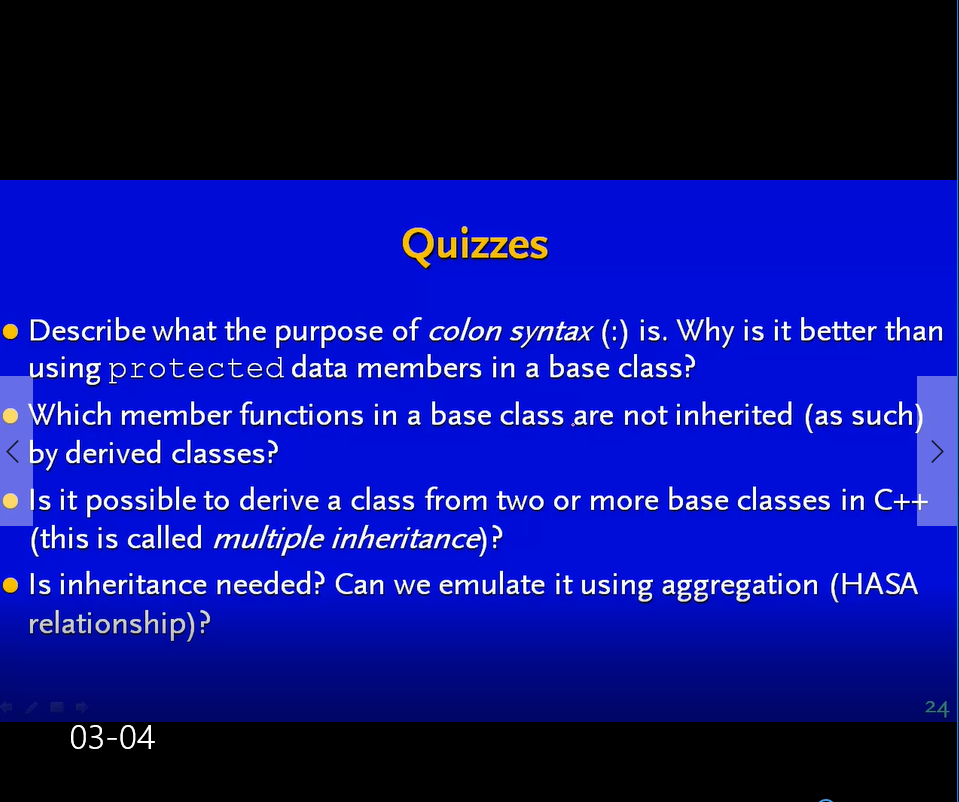 Quizzes
Describe what the purpose of colon syntax (:) is. Why is it better than
using protected data members in a base class?
Which member functions in a base class are not inherited (as such)
by derived classes?
Is it possible to derive a class from two or more base classes in C++
(this is called multiple inheritance)?
Is inheritance needed? Can we emulate it using aggregation (HASA
relationship)?
24
03-04